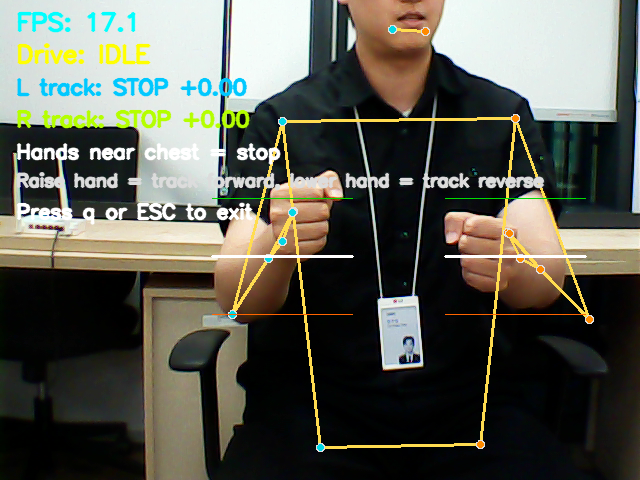 FPS: 17.1
Drive: IDLE
L track: STOP +0.00
R track: STOP +0.00
Hands near chest = stop
Raise hand = track forward, lower hand = track reverse
Press q or ESC to exit